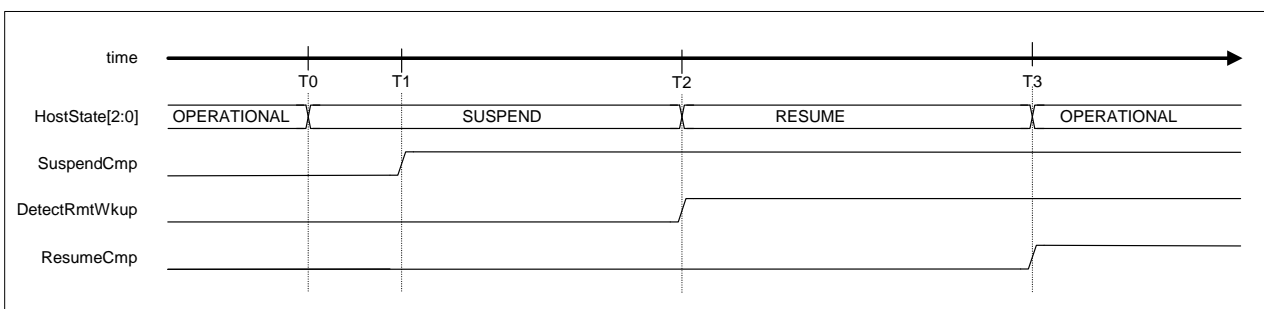 time
T0 T1 T2 T3
HostState[2:0] OPERATIONAL SUSPEND RESUME OPERATIONAL
SuspendCmp
DetectRmtWkup
ResumeCmp